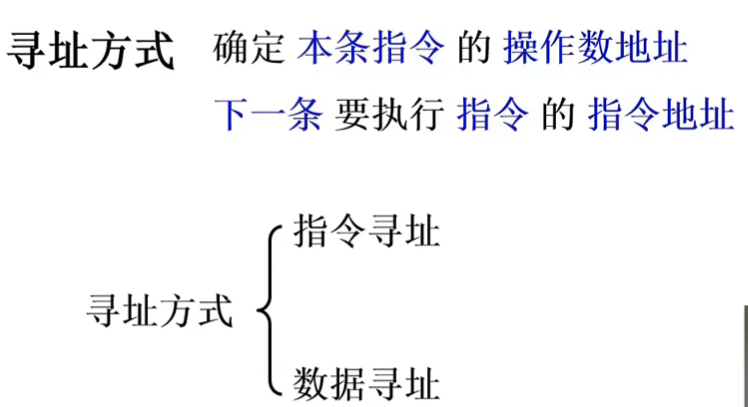 寻址方式 确定 本条指令 的 操作数地址
下一条 要执行 指令 的 指令地址
指令寻址
寻址方式
数据寻址